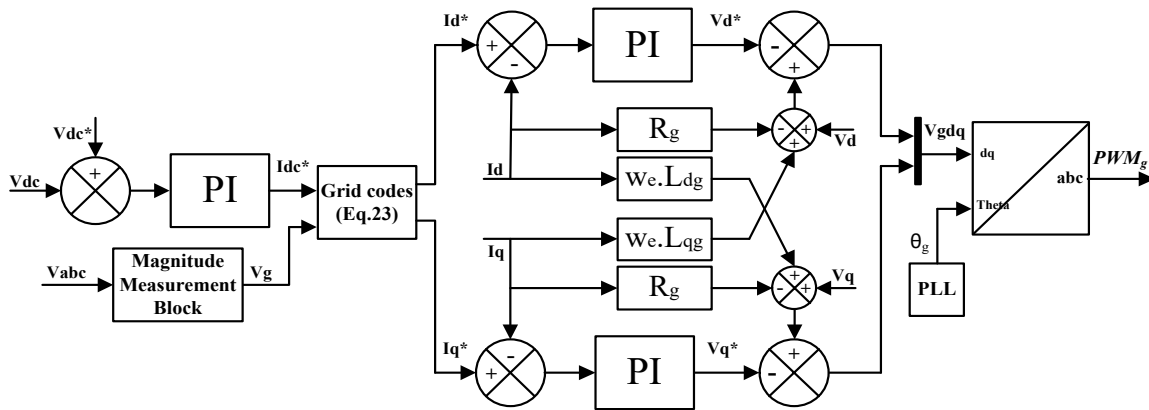 Id*
Vd*
+
-
PI
-
+
Vdc*
Rg
-
+
+
Vd
Vgdq
PWMg
dq
abc
+
Idc*
Vdc
PI
Grid codes
(Eq.23)
Id
we.Ldg
Theta
Iq
we.Lqg
θg
Vabc
Magnitude
Measurement
Block
Vg
Rg
-
+
+
Vq
PLL
Iq*
-
+
PI
Vq*
+
-